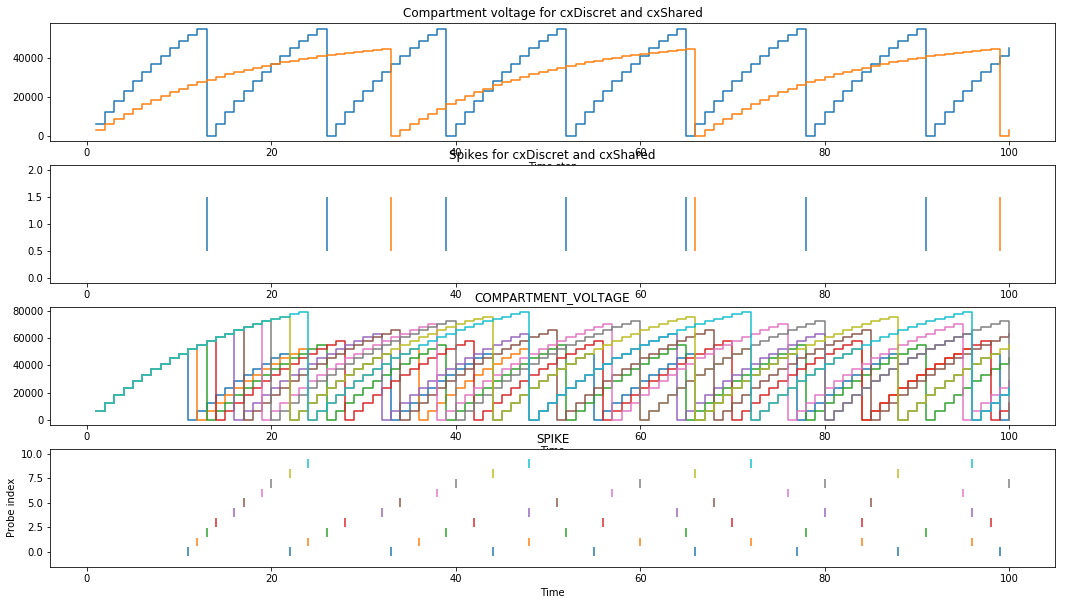 Compartment voltage for cxDiscret and cxShared
40000
20000
0
0 20 40 60 80 100
Spikes for cxDiscret and cxShared
2.0
1.5
1.0
0.5
0.0
0 20 40 60 80 100
COMPARTMENT_VOLTAGE
80000
60000
40000
20000
0
0 20 40 60 80 100
SPIKE
10.0
7.5
5.0
2.5
0.0
Probe index
0 20 40 60 80 100
Time